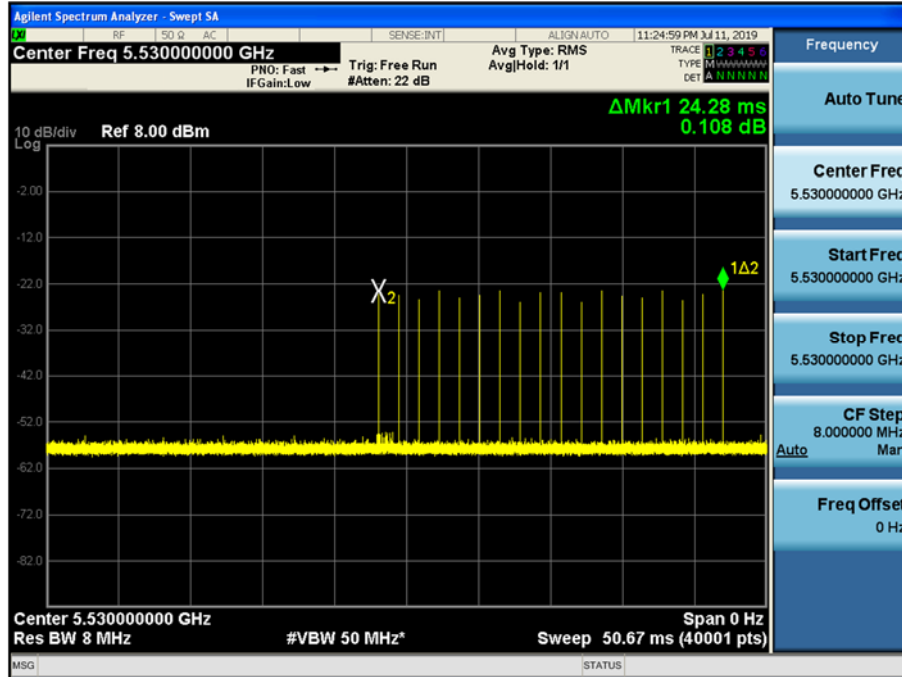 Agilent Spectrum Analyzer - Swept SA
LXI RF 50 Ω AC SENSE:INT ALIGN AUTO 11:24:59 PM Jul 11, 2019
Center Freq 5.530000000 GHz
PNO: Fast
IFGain:Low
Trig: Free Run
#Atten: 22 dB
Avg Type: RMS
Avg|Hold: 1/1
TRACE 1 2 3 4 5 6
TYPE M WWWWW
DET A N N N N N
Frequency
ΔMkr1 24.28 ms
0.108 dB
10 dB/div Ref 8.00 dBm
Log
-2.00
-12.0
-22.0
-32.0
-42.0
-52.0
-62.0
-72.0
-82.0
X2
1Δ2
Center 5.530000000 GHz Span 0 Hz
Res BW 8 MHz #VBW 50 MHz* Sweep 50.67 ms (40001 pts)
MSG STATUS
Auto Tune
Center Freq
5.530000000 GHz
Start Freq
5.530000000 GHz
Stop Freq
5.530000000 GHz
CF Step
8.000000 MHz
Auto Man
Freq Offset
0 Hz